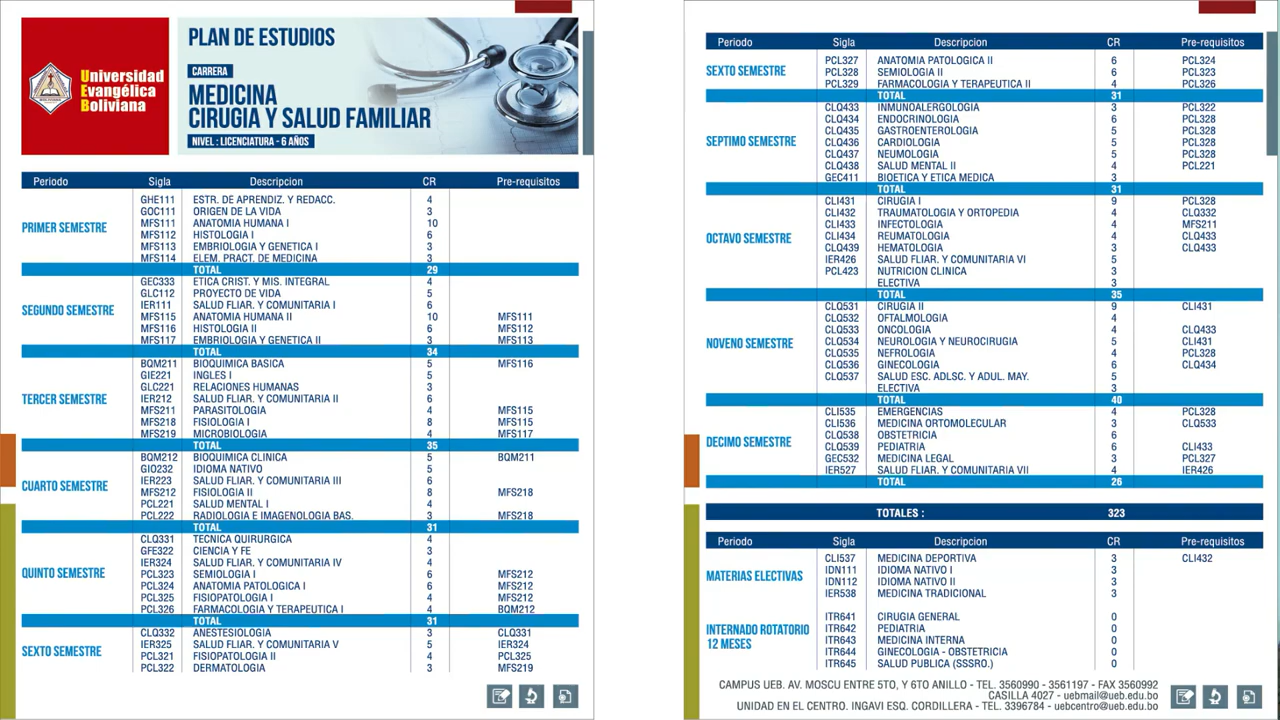 Universidad
Evangélica
Boliviana
PLAN DE ESTUDIOS
CARRERA
MEDICINA
CIRUGIA Y SALUD FAMILIAR
NIVEL : LICENCIATURA - 6 AÑOS
Periodo Sigla Descripcion CR Pre-requisitos
PRIMER SEMESTRE
GHE111 ESTR. DE APRENDIZ. Y REDACC. 4
GOC111 ORIGEN DE LA VIDA 3
MFS111 ANATOMIA HUMANA I 10
MFS112 HISTOLOGIA I 6
MFS113 EMBRIOLOGIA Y GENETICA I 3
MFS114 ELEM. PRACT. DE MEDICINA 3
TOTAL 29
SEGUNDO SEMESTRE
GEC333 ETICA CRIST. Y MIS. INTEGRAL 4
GLC112 PROYECTO DE VIDA 5
IER111 SALUD FLIAR. Y COMUNITARIA I 6
MFS115 ANATOMIA HUMANA II 10 MFS111
MFS116 HISTOLOGIA II 6 MFS112
MFS117 EMBRIOLOGIA Y GENETICA II 3 MFS113
TOTAL 34
TERCER SEMESTRE
BQM211 BIOQUIMICA BASICA 5 MFS116
GIE221 INGLES I 5
GLC221 RELACIONES HUMANAS 3
IER212 SALUD FLIAR. Y COMUNITARIA II 6
MFS211 PARASITOLOGIA 4 MFS115
MFS218 FISIOLOGIA I 8 MFS115
MFS219 MICROBIOLOGIA 4 MFS117
TOTAL 35
CUARTO SEMESTRE
BQM212 BIOQUIMICA CLINICA 5 BQM211
GIO232 IDIOMA NATIVO 5
IER223 SALUD FLIAR. Y COMUNITARIA III 6
MFS212 FISIOLOGIA II 8 MFS218
PCL221 SALUD MENTAL I 4
PCL222 RADIOLOGIA E IMAGENOLOGIA BAS. 3 MFS218
TOTAL 31
QUINTO SEMESTRE
CLQ331 TECNICA QUIRURGICA 4
GFE322 CIENCIA Y FE 3
IER324 SALUD FLIAR. Y COMUNITARIA IV 4
PCL323 SEMIOLOGIA I 6 MFS212
PCL324 ANATOMIA PATOLOGICA I 6 MFS212
PCL325 FISIOPATOLOGIA I 4 MFS212
PCL326 FARMACOLOGIA Y TERAPEUTICA I 4 BQM212
TOTAL 31
SEXTO SEMESTRE
CLQ332 ANESTESIOLOGIA 3 CLQ331
IER325 SALUD FLIAR. Y COMUNITARIA V 5 IER324
PCL321 FISIOPATOLOGIA II 4 PCL325
PCL322 DERMATOLOGIA 3 MFS219
Periodo Sigla Descripcion CR Pre-requisitos
SEXTO SEMESTRE
PCL327 ANATOMIA PATOLOGICA II 6 PCL324
PCL328 SEMIOLOGIA II 6 PCL323
PCL329 FARMACOLOGIA Y TERAPEUTICA II 4 PCL326
TOTAL 31
SEPTIMO SEMESTRE
CLQ433 INMUNOALERGOLOGIA 3 PCL322
CLQ434 ENDOCRINOLOGIA 6 PCL328
CLQ435 GASTROENTEROLOGIA 5 PCL328
CLQ436 CARDIOLOGIA 5 PCL328
CLQ437 NEUMOLOGIA 5 PCL328
CLQ438 SALUD MENTAL II 4 PCL221
GEC411 BIOETICA Y ETICA MEDICA 3
TOTAL 31
OCTAVO SEMESTRE
CLI431 CIRUGIA I 9 PCL328
CLI432 TRAUMATOLOGIA Y ORTOPEDIA 4 CLQ332
CLI433 INFECTOLOGIA 4 MFS211
CLI434 REUMATOLOGIA 4 CLQ433
CLQ439 HEMATOLOGIA 3 CLQ433
IER426 SALUD FLIAR. Y COMUNITARIA VI 5
PCL423 NUTRICION CLINICA 3
ELECTIVA 3
TOTAL 35
NOVENO SEMESTRE
CLQ531 CIRUGIA II 9 CLI431
CLQ532 OFTALMOLOGIA 4
CLQ533 ONCOLOGIA 4 CLQ433
CLQ534 NEUROLOGIA Y NEUROCIRUGIA 5 CLI431
CLQ535 NEFROLOGIA 4 PCL328
CLQ536 GINECOLOGIA 6 CLQ434
CLQ537 SALUD ESC. ADLSC. Y ADUL. MAY. 5
ELECTIVA 3
TOTAL 40
DECIMO SEMESTRE
CLI535 EMERGENCIAS 4 PCL328
CLI536 MEDICINA ORTOMOLECULAR 3 CLQ533
CLQ538 OBSTETRICIA 6
CLQ539 PEDIATRIA 6 CLI433
GEC532 MEDICINA LEGAL 3 PCL327
IER527 SALUD FLIAR. Y COMUNITARIA VII 4 IER426
TOTAL 26
TOTALES : 323
Periodo Sigla Descripcion CR Pre-requisitos
MATERIAS ELECTIVAS
CLI537 MEDICINA DEPORTIVA 3 CLI432
IDN111 IDIOMA NATIVO I 3
IDN112 IDIOMA NATIVO II 3
IER538 MEDICINA TRADICIONAL 3
INTERNADO ROTATORIO
12 MESES
ITR641 CIRUGIA GENERAL 0
ITR642 PEDIATRIA 0
ITR643 MEDICINA INTERNA 0
ITR644 GINECOLOGIA - OBSTETRICIA 0
ITR645 SALUD PUBLICA (SSSRO.) 0
CAMPUS UEB. AV. MOSCU ENTRE 5TO, Y 6TO ANILLO - TEL. 3560990 - 3561197 - FAX 3560992
CASILLA 4027 - uebmail@ueb.edu.bo
UNIDAD EN EL CENTRO. INGAVI ESQ. CORDILLERA - TEL. 3396784 - uebcentro@ueb.edu.bo